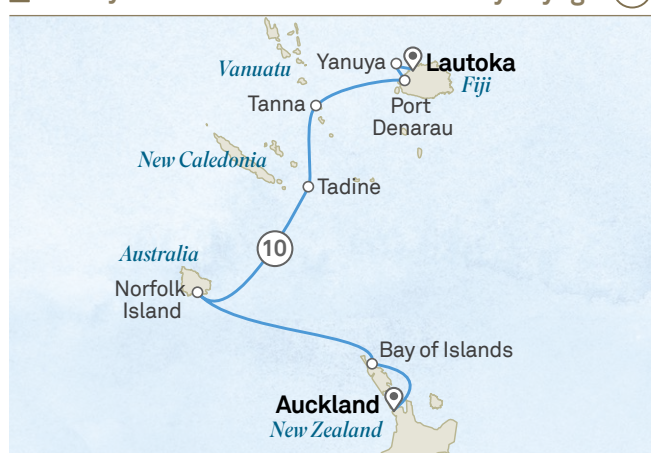 Vanuatu
Yanuya
Lautoka
Fiji
Tanna
Port
Denarau
New Caledonia
Tadine
10
Australia
Norfolk
Island
Bay of Islands
Auckland
New Zealand